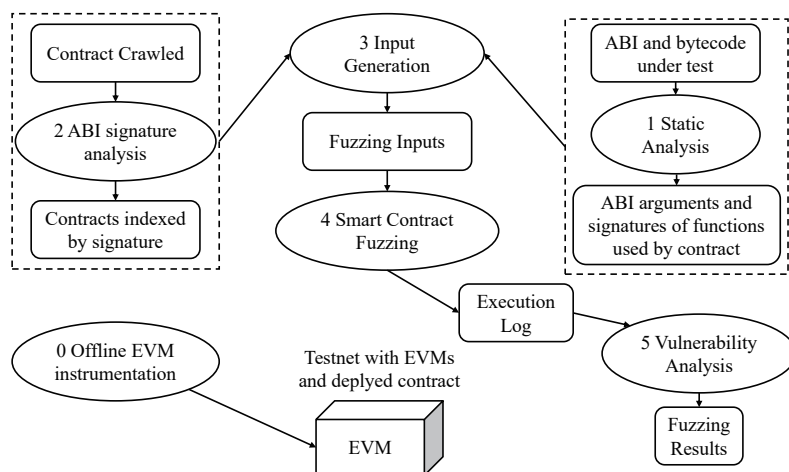 Contract Crawled
2 ABI signature
analysis
Contracts indexed
by signature
3 Input
Generation
Fuzzing Inputs
4 Smart Contract
Fuzzing
ABI and bytecode
under test
1 Static
Analysis
ABI arguments and
signatures of functions
used by contract
Execution
Log
5 Vulnerability
Analysis
Fuzzing
Results
0 Offline EVM
instrumentation
Testnet with EVMs
and deplyed contract
EVM